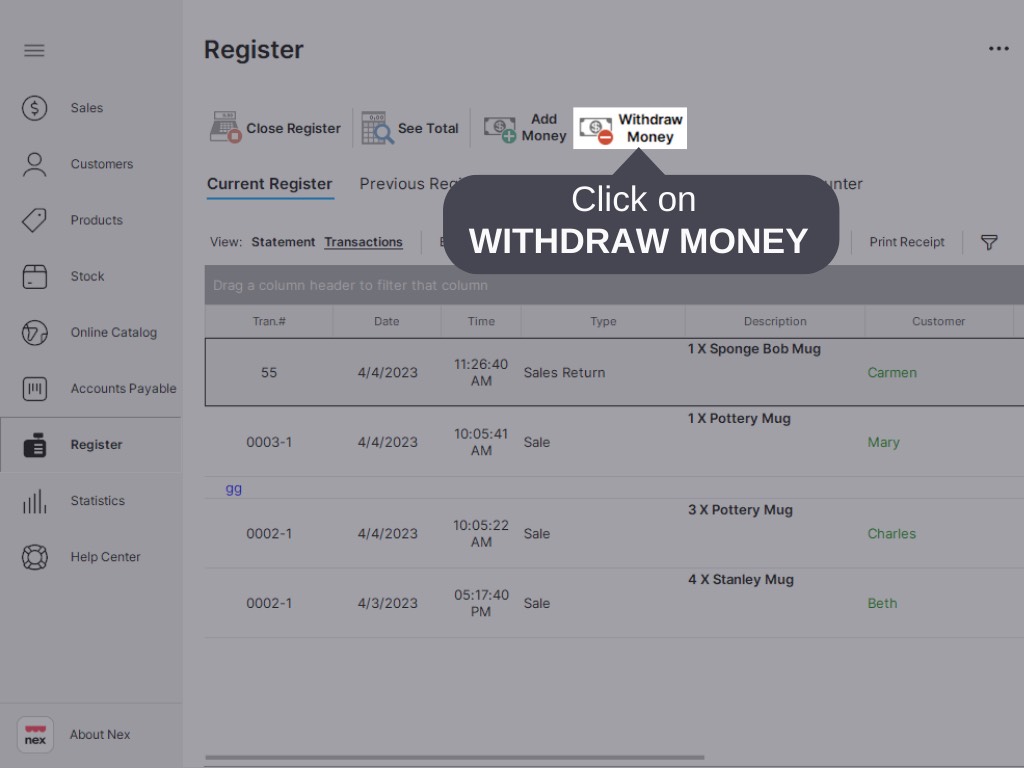 Register
Sales
Customers
Products
Stock
Online Catalog
Accounts Payable
Register
Statistics
Help Center
nex
About Nex
Close Register
See Total
Add
Money
Withdraw
Money
Current Register
Previous
Click on
WITHDRAW MONEY
View: Statement Transactions
Print Receipt
Drag a column header to filter that column
Tran.# Date Time Type Description Customer
55 4/4/2023 11:26:40 AM Sales Return 1 X Sponge Bob Mug Carmen
0003-1 4/4/2023 10:05:41 AM Sale 1 X Pottery Mug Mary
gg
0002-1 4/4/2023 10:05:22 AM Sale 3 X Pottery Mug Charles
0002-1 4/3/2023 05:17:40 PM Sale 4 X Stanley Mug Beth